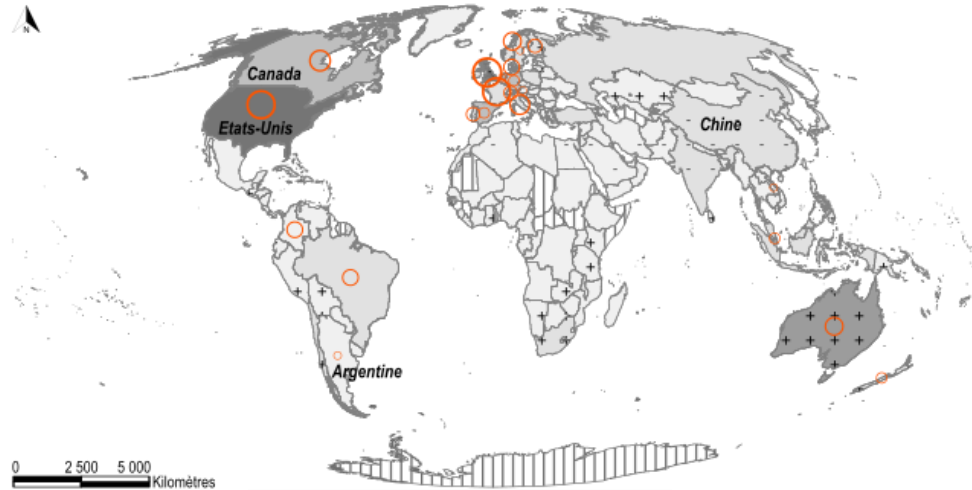 N
Canada
Etats-Unis
Chine
Argentine
0 2 500 5 000
Kilomètres